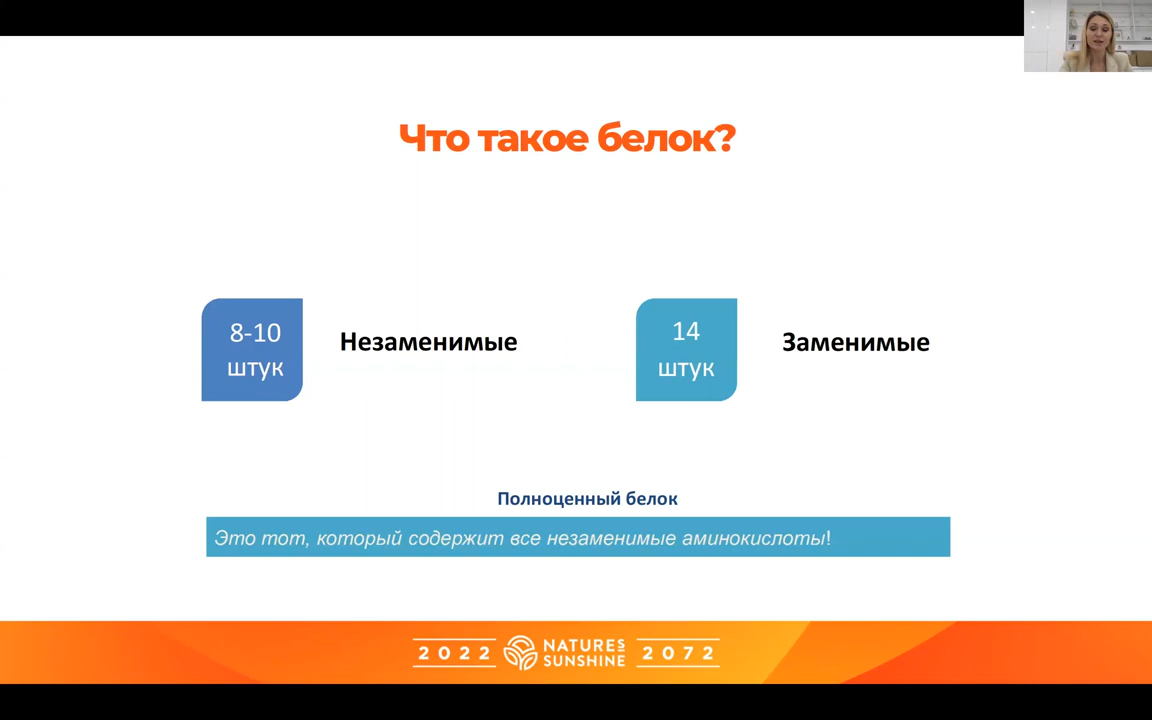 Что такое белок?
8-10
штук
Незаменимые
14
штук
Заменимые
Полноценный белок
Это тот, который содержит все незаменимые аминокислоты!
2022 NATURE'S SUNSHINE 2072